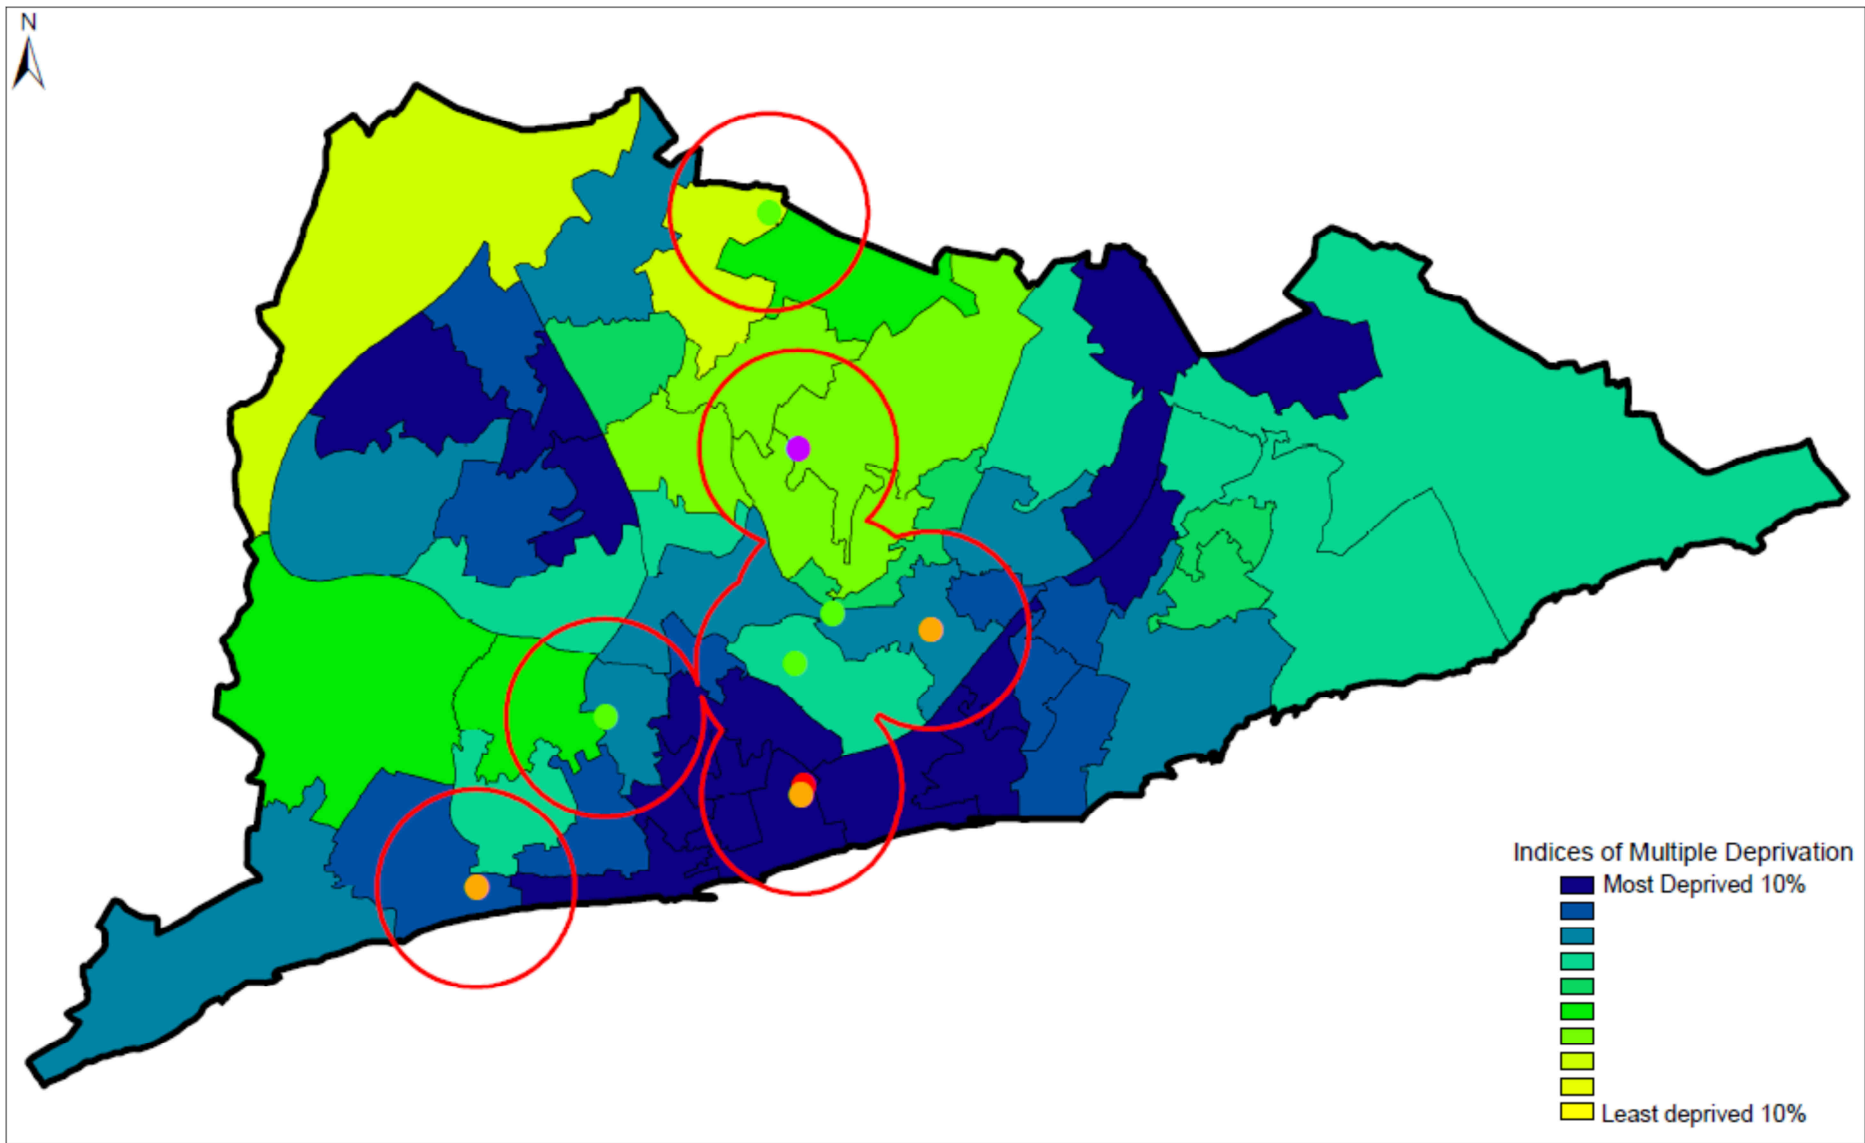 N
Indices of Multiple Deprivation
Most Deprived 10%
Least deprived 10%